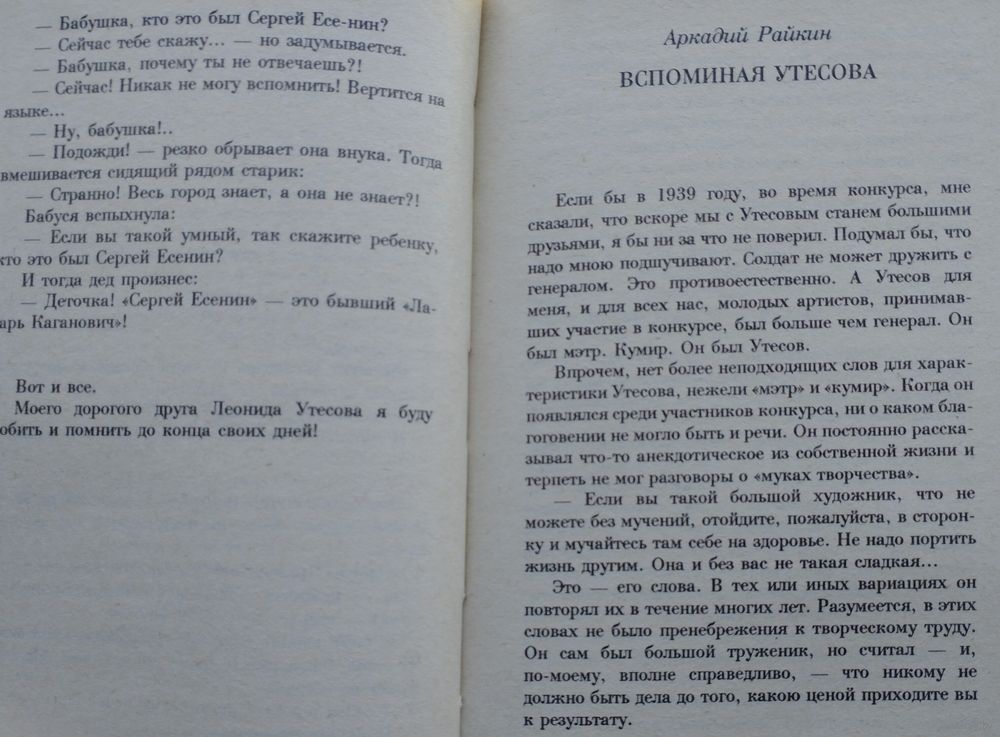 — Бабушка, кто это был Сергей Есе-нин?
— Сейчас тебе скажу... — но задумывается.
— Бабушка, почему ты не отвечаешь?!
— Сейчас! Никак не могу вспомнить! Вертится на
языке...
— Ну, бабушка!..
— Подожди! — резко обрывает она внука. Тогда
вмешивается сидящий рядом старик:
— Странно! Весь город знает, а она не знает?!
Бабуся вспыхнула:
— Если вы такой умный, так скажите ребенку,
кто это был Сергей Есенин?
И тогда дед произнес:
— Деточка! «Сергей Есенин» — это бывший «Ла-
арь Каганович»!
Вот и все.
Моего дорогого друга Леонида Утесова я буду
обить и помнить до конца своих дней!
Аркадий Райкин
ВСПОМИНАЯ УТЕСОВА
Если бы в 1939 году, во время конкурса, мне
сказали, что вскоре мы с Утесовым станем большими
друзьями, я бы ни за что не поверил. Подумал бы, что
надо мною подшучивают. Солдат не может дружить с
генералом. Это противоестественно. А Утесов для
меня, и для всех нас, молодых артистов, принимав-
ших участие в конкурсе, был больше чем генерал. Он
был мэтр. Кумир. Он был Утесов.
Впрочем, нет более неподходящих слов для харак-
теристики Утесова, нежели «мэтр» и «кумир». Когда он
появлялся среди участников конкурса, ни о каком бла-
гоговении не могло быть и речи. Он постоянно расска-
зывал что-то анекдотическое из собственной жизни и
терпеть не мог разговоры о «муках творчества».
— Если вы такой большой художник, что не
можете без мучений, отойдите, пожалуйста, в сторон-
ку и мучайтесь там себе на здоровье. Не надо портить
жизнь другим. Она и без вас не такая сладкая...
Это — его слова. В тех или иных вариациях он
повторял их в течение многих лет. Разумеется, в этих
словах не было пренебрежения к творческому труду.
Он сам был большой труженик, но считал — и,
по-моему, вполне справедливо, — что никому не
должно быть дела до того, какою ценой приходите вы
к результату.